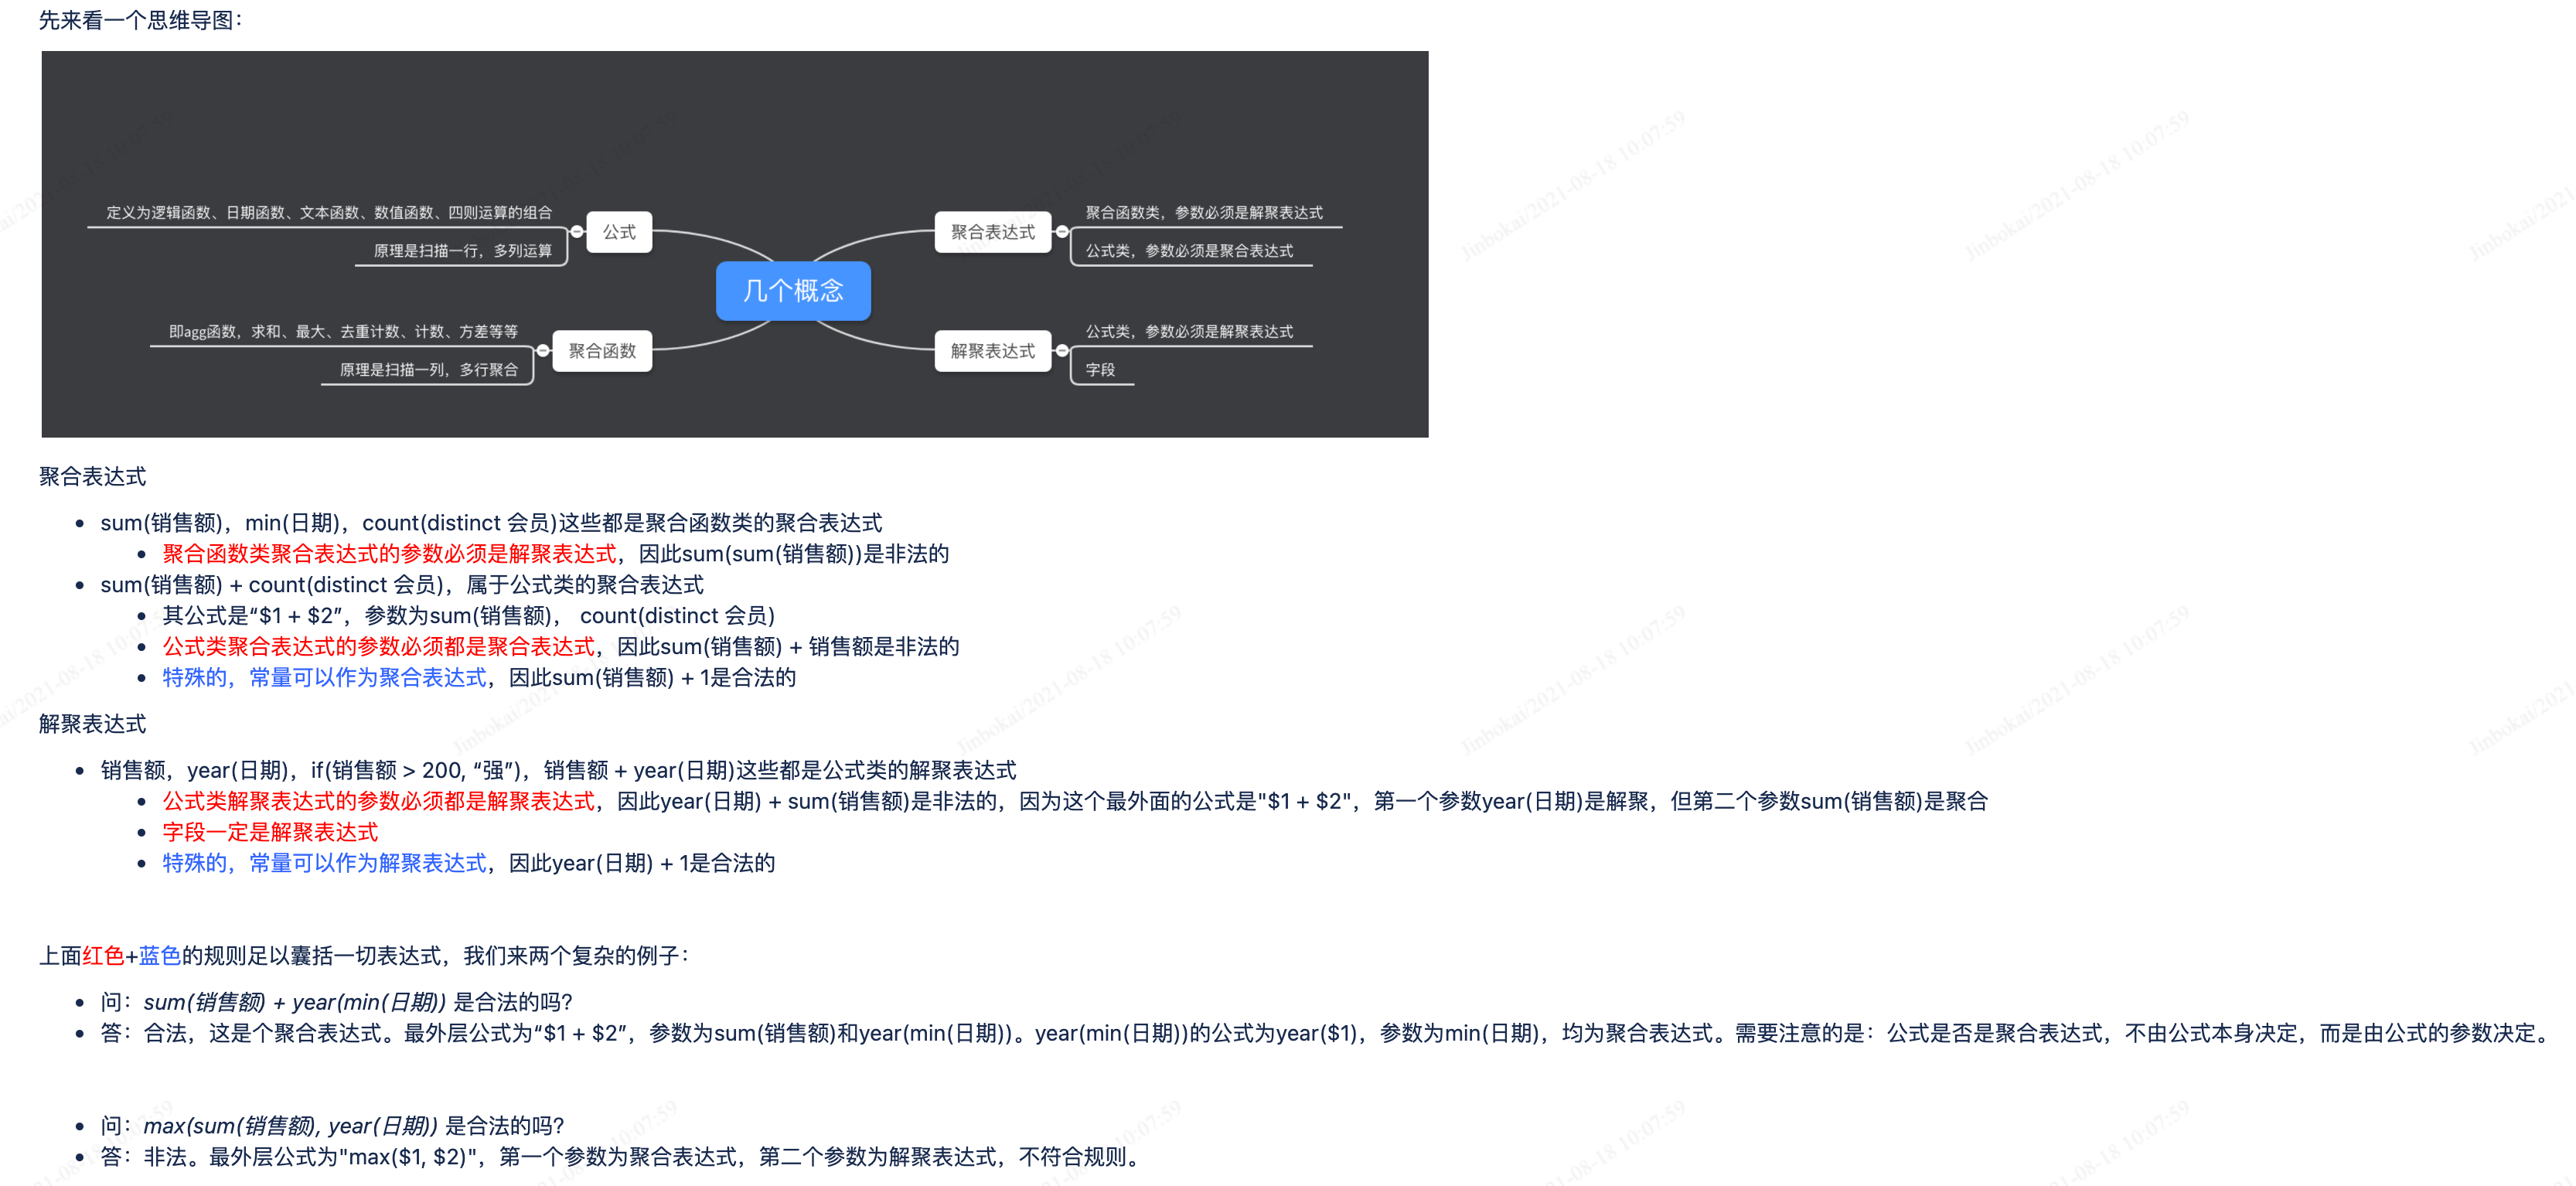 先来看一个思维导图：
定义为逻辑函数、日期函数、文本函数、数值函数、四则运算的组合
原理是扫描一行，多列运算
公式
即agg函数，求和、最大、去重计数、计数、方差等等
原理是扫描一列，多行聚合
聚合函数
几个概念
聚合表达式
聚合函数类，参数必须是解聚表达式
公式类，参数必须是聚合表达式
解聚表达式
公式类，参数必须是解聚表达式
字段
聚合表达式
• sum(销售额)，min(日期)，count(distinct 会员)这些都是聚合函数类的聚合表达式
• 聚合函数类聚合表达式的参数必须是解聚表达式，因此sum(sum(销售额))是非法的
• sum(销售额) + count(distinct 会员)，属于公式类的聚合表达式
• 其公式是“$1 + $2”，参数为sum(销售额)， count(distinct 会员)
• 公式类聚合表达式的参数必须都是聚合表达式，因此sum(销售额) + 销售额是非法的
• 特殊的，常量可以作为聚合表达式，因此sum(销售额) + 1是合法的
解聚表达式
• 销售额，year(日期)，if(销售额 > 200, “强”)，销售额 + year(日期)这些都是公式类的解聚表达式
• 公式类解聚表达式的参数必须都是解聚表达式，因此year(日期) + sum(销售额)是非法的，因为这个最外面的公式是"$1 + $2"，第一个参数year(日期)是解聚，但第二个参数sum(销售额)是聚合
• 字段一定是解聚表达式
• 特殊的，常量可以作为解聚表达式，因此year(日期) + 1是合法的
上面红色+蓝色的规则足以囊括一切表达式，我们来两个复杂的例子：
• 问：sum(销售额) + year(min(日期)) 是合法的吗?
• 答：合法，这是个聚合表达式。最外层公式为“$1 + $2”，参数为sum(销售额)和year(min(日期))。year(min(日期))的公式为year($1)，参数为min(日期)，均为聚合表达式。需要注意的是：公式是否是聚合表达式，不由公式本身决定，而是由公式的参数决定。
• 问：max(sum(销售额), year(日期)) 是合法的吗?
• 答：非法。最外层公式为"max($1, $2)"，第一个参数为聚合表达式，第二个参数为解聚表达式，不符合规则。
Jinbokai/2021-08-18 10:07:59